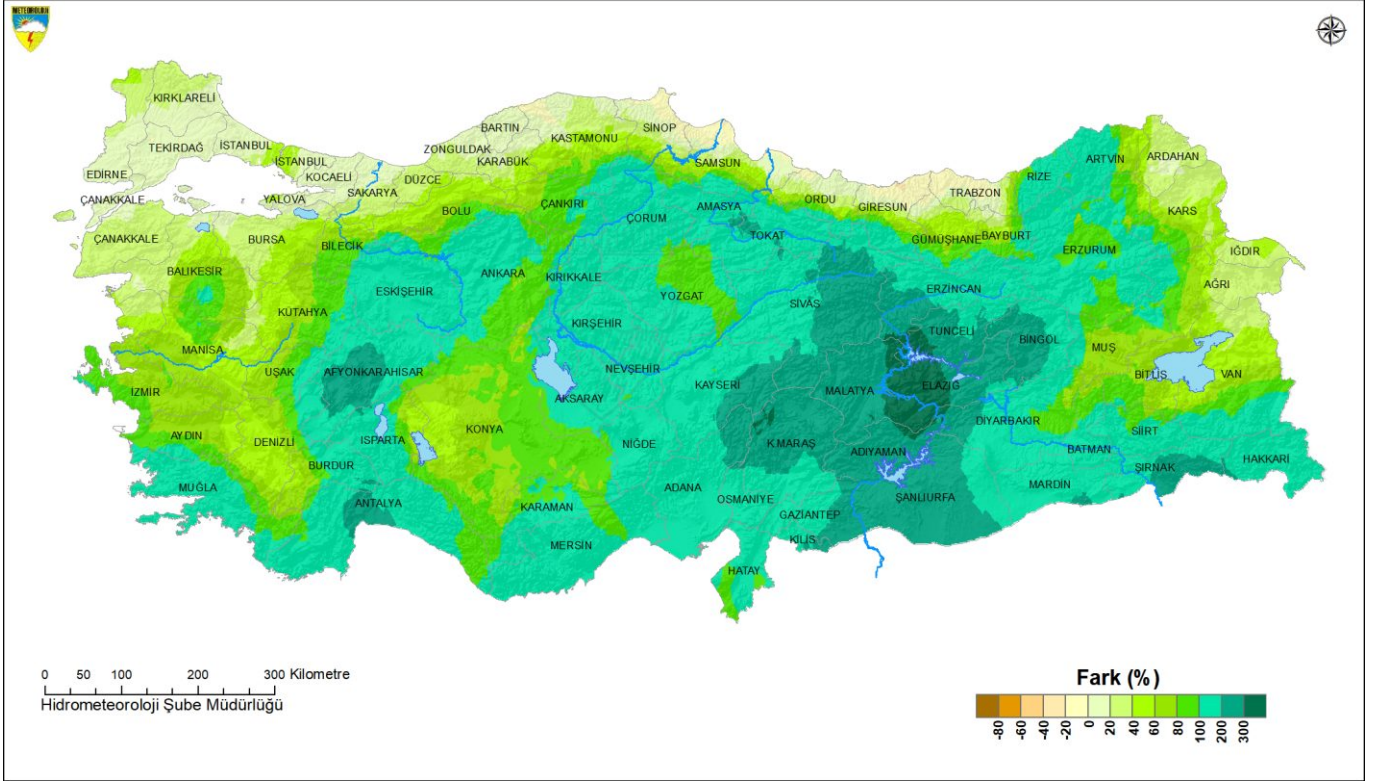 METEOROLOJİ
KIRKLARELİ
TEKİRDAĞ
İSTANBUL
İSTANBUL
EDİRNE
KOCAELİ
ÇANAKKALE
YALOVA
SAKARYA
DÜZCE
ZONGULDAK
BARTIN
KARABÜK
KASTAMONU
SİNOP
SAMSUN
ORDU
GİRESUN
TRABZON
RİZE
ARTVİN
ARDAHAN
KARS
ÇANAKKALE
BURSA
BİLECİK
BOLU
ÇANKIRI
ÇORUM
AMASYA
TOKAT
GÜMÜŞHANE
BAYBURT
ERZURUM
IĞDIR
AĞRI
BALIKESİR
KÜTAHYA
ESKİŞEHİR
ANKARA
KIRIKKALE
YOZGAT
SİVAS
ERZİNCAN
KIRŞEHİR
TUNCELİ
BİNGÖL
MUŞ
BİTLİS
VAN
MANİSA
UŞAK
AFYONKARAHİSAR
NEVŞEHİR
KAYSERİ
MALATYA
ELAZIĞ
İZMİR
AKSARAY
DİYARBAKIR
SİİRT
AYDIN
DENİZLİ
ISPARTA
KONYA
NİĞDE
K.MARAŞ
ADIYAMAN
BATMAN
ŞIRNAK
HAKKARİ
MUĞLA
BURDUR
ANTALYA
KARAMAN
ADANA
OSMANİYE
GAZİANTEP
ŞANLIURFA
MARDİN
MERSİN
KİLİS
HATAY
0 50 100 200 300 Kilometre
Hidrometeoroloji Şube Müdürlüğü
Fark (%)
-80 -60 -40 -20 0 20 40 60 80 100 200 300